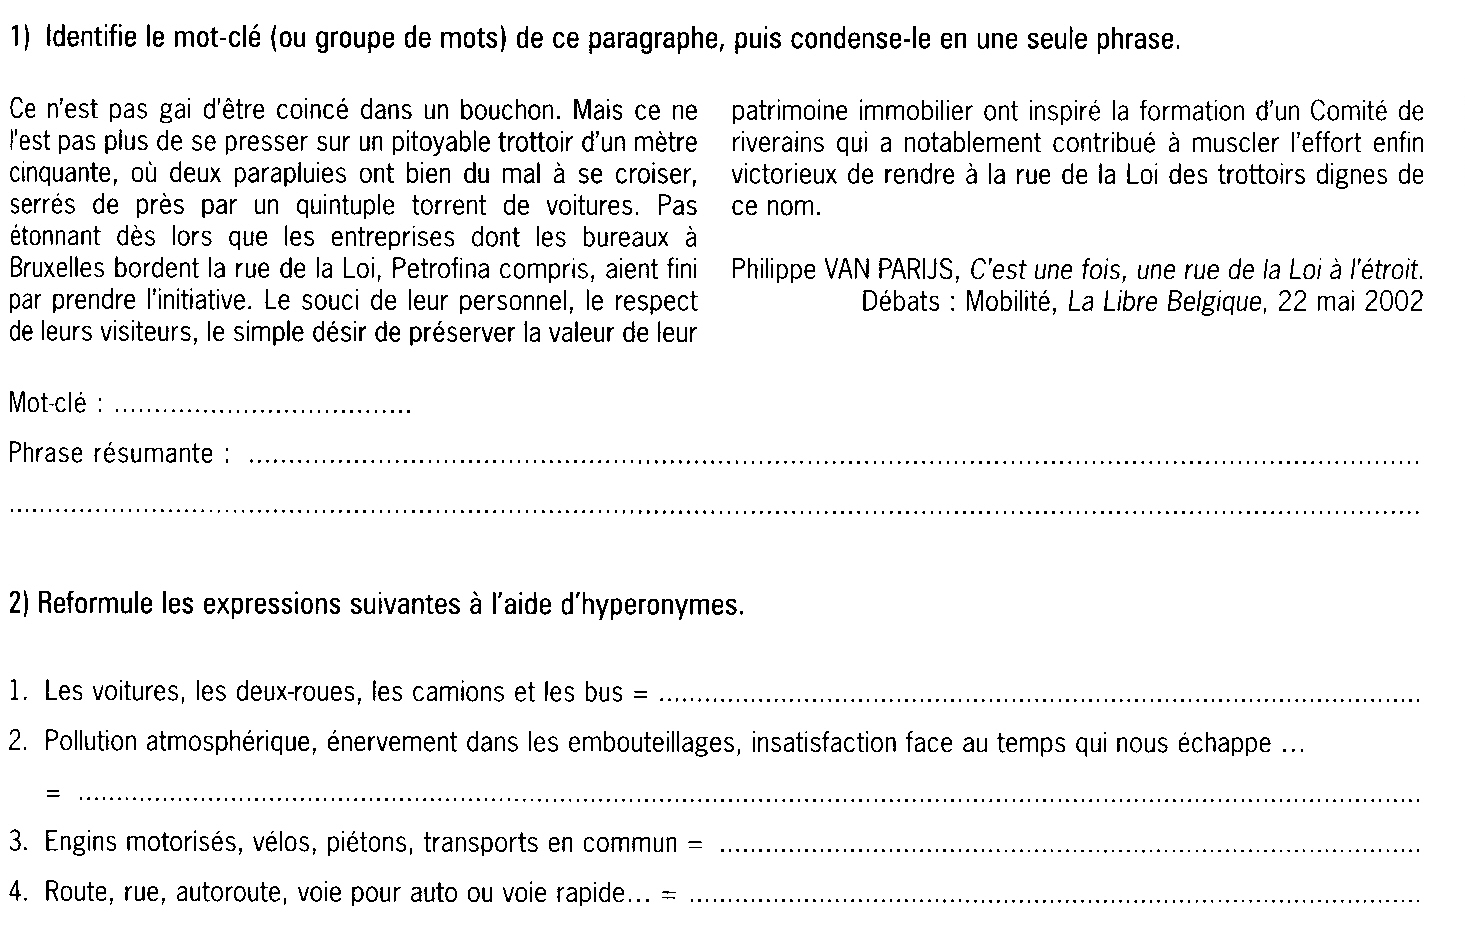 1) Identifie le mot-clé (ou groupe de mots) de ce paragraphe, puis condense-le en une seule phrase.
Ce n'est pas gai d'être coincé dans un bouchon. Mais ce ne
l'est pas plus de se presser sur un pitoyable trottoir d'un mètre
cinquante, où deux parapluies ont bien du mal à se croiser,
serrés de près par un quintuple torrent de voitures. Pas
étonnant dès lors que les entreprises dont les bureaux à
Bruxelles bordent la rue de la Loi, Petrofina compris, aient fini
par prendre l'initiative. Le souci de leur personnel, le respect
de leurs visiteurs, le simple désir de préserver la valeur de leur
patrimoine immobilier ont inspiré la formation d'un Comité de
riverains qui a notablement contribué à muscler l'effort enfin
victorieux de rendre à la rue de la Loi des trottoirs dignes de
ce nom.
Philippe VAN PARIJS, C'est une fois, une rue de la Loi à l'étroit.
Débats : Mobilité, La Libre Belgique, 22 mai 2002
Mot-clé : .....................................
Phrase résumante : ..........................................................................................
..........................................................................................
2) Reformule les expressions suivantes à l'aide d'hyperonymes.
1. Les voitures, les deux-roues, les camions et les bus = ..........................................................................................
2. Pollution atmosphérique, énervement dans les embouteillages, insatisfaction face au temps qui nous échappe ...
= ..........................................................................................
3. Engins motorisés, vélos, piétons, transports en commun = ..........................................................................................
4. Route, rue, autoroute, voie pour auto ou voie rapide... = ..........................................................................................